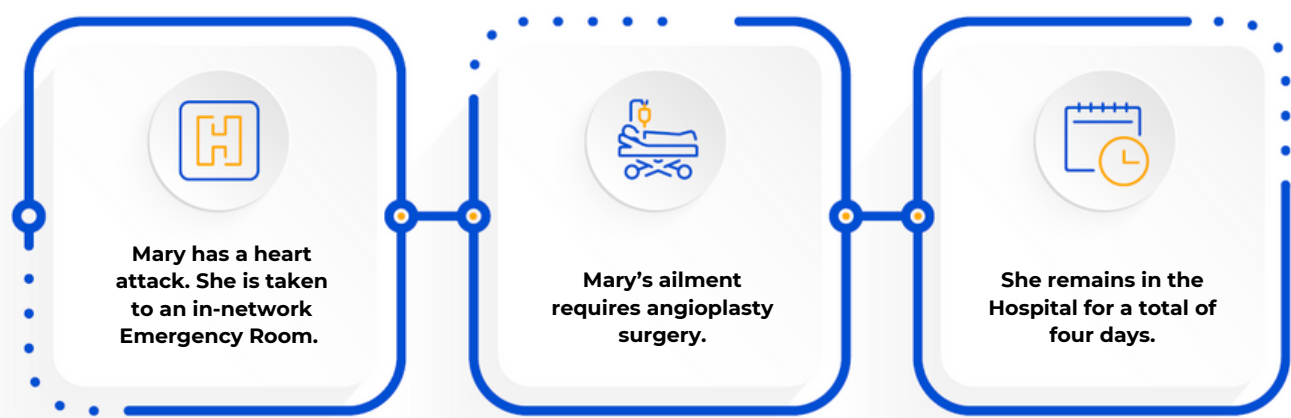 Mary has a heart
attack. She is taken
to an in-network
Emergency Room.
Mary’s ailment
requires angioplasty
surgery.
She remains in the
Hospital for a total of
four days.